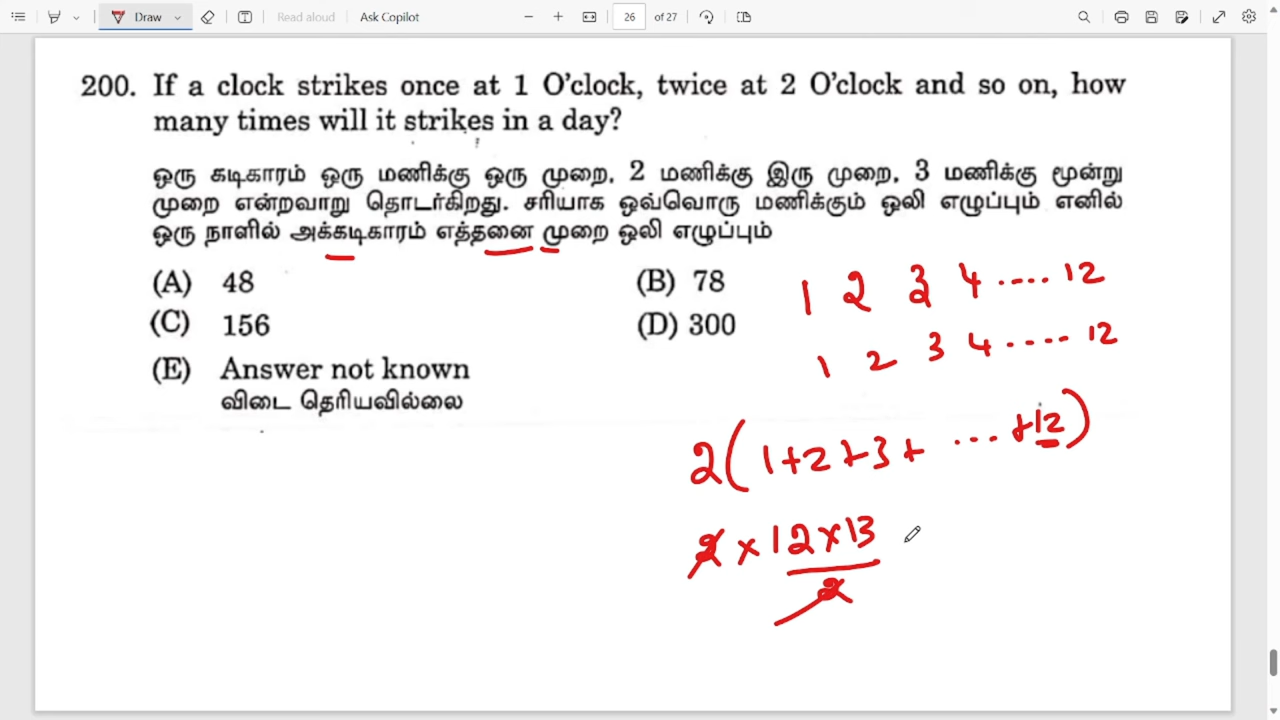 Draw
Read aloud
Ask Copilot
26 of 27
200. If a clock strikes once at 1 O'clock, twice at 2 O'clock and so on, how
many times will it strikes in a day?
ஒரு கடிகாரம் ஒரு மணிக்கு ஒரு முறை, 2 மணிக்கு இரு முறை, 3 மணிக்கு மூன்று
முறை என்றவாறு தொடர்கிறது. சரியாக ஒவ்வொரு மணிக்கும் ஒலி எழுப்பும் எனில்
ஒரு நாளில் அக்கடிகாரம் எத்தனை முறை ஒலி எழுப்பும்
(A) 48
(B) 78
(C) 156
(D) 300
(E) Answer not known
விடை தெரியவில்லை
1 2 3 4 .... 12
1 2 3 4 ..... 12
2(1+2+3+ ... +12)
2 × 12×13
2